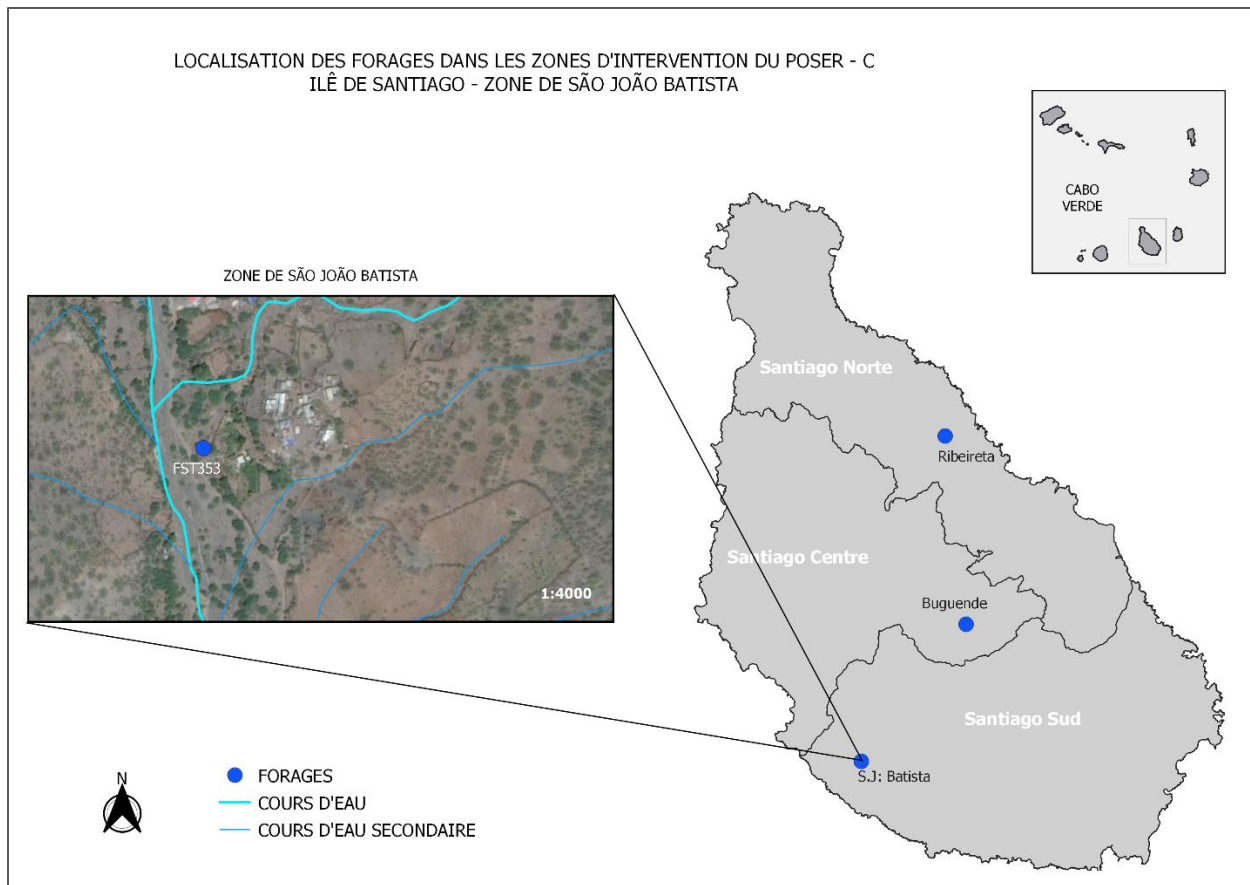 LOCALISATION DES FORAGES DANS LES ZONES D'INTERVENTION DU POSER - C
ILÊ DE SANTIAGO - ZONE DE SÃO JOÃO BATISTA
CABO
VERDE
ZONE DE SÃO JOÃO BATISTA
FST353
1:4000
Santiago Norte
Ribeireta
Santiago Centre
Buguende
Santiago Sud
S.J: Batista
N
FORAGES
COURS D'EAU
COURS D'EAU SECONDAIRE